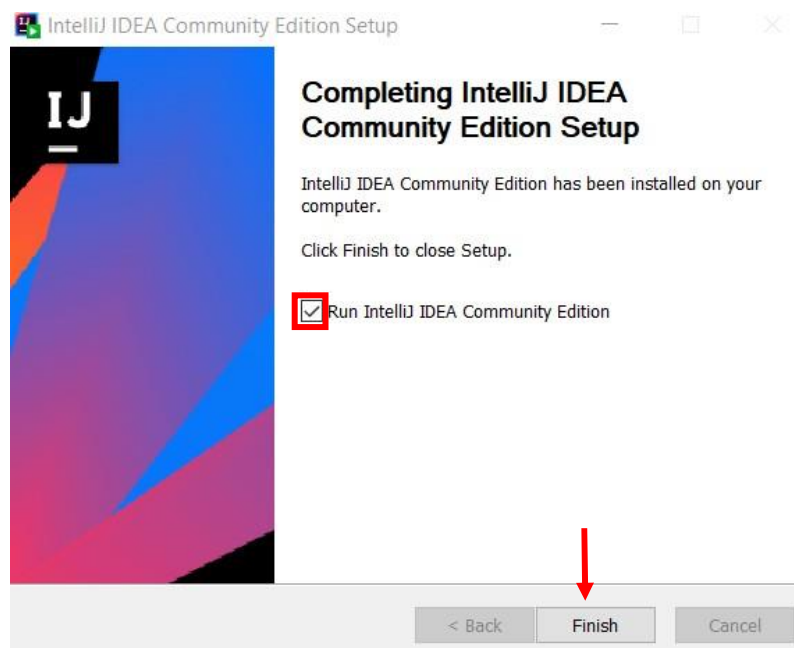 IntelliJ IDEA Community Edition Setup
IJ
Completing IntelliJ IDEA
Community Edition Setup
IntelliJ IDEA Community Edition has been installed on your
computer.
Click Finish to close Setup.
Run IntelliJ IDEA Community Edition
< Back
Finish
Cancel